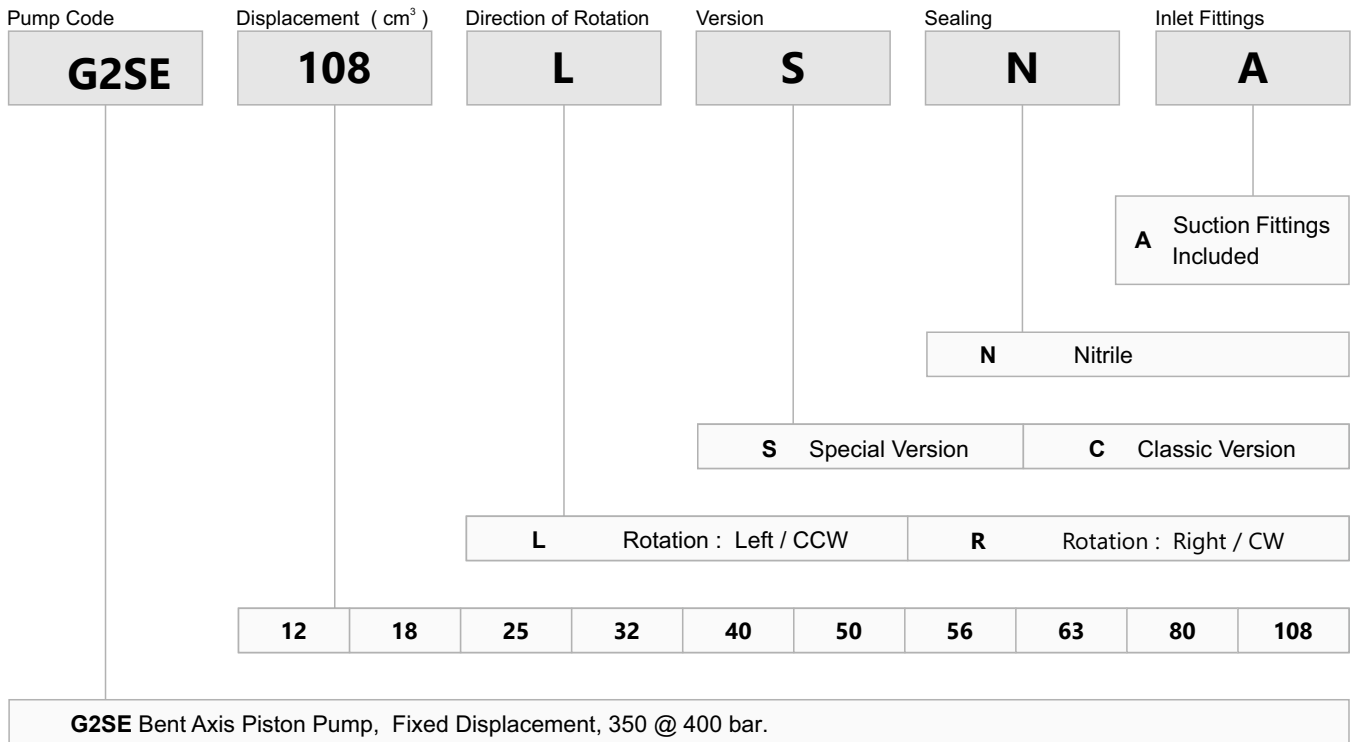 Pump Code Displacement ( cm³ ) Direction of Rotation Version Sealing Inlet Fittings
G2SE 108 L S N A
A Suction Fittings
Included
N Nitrile
S Special Version C Classic Version
L Rotation : Left / CCW R Rotation : Right / CW
12 18 25 32 40 50 56 63 80 108
G2SE Bent Axis Piston Pump, Fixed Displacement, 350 @ 400 bar.